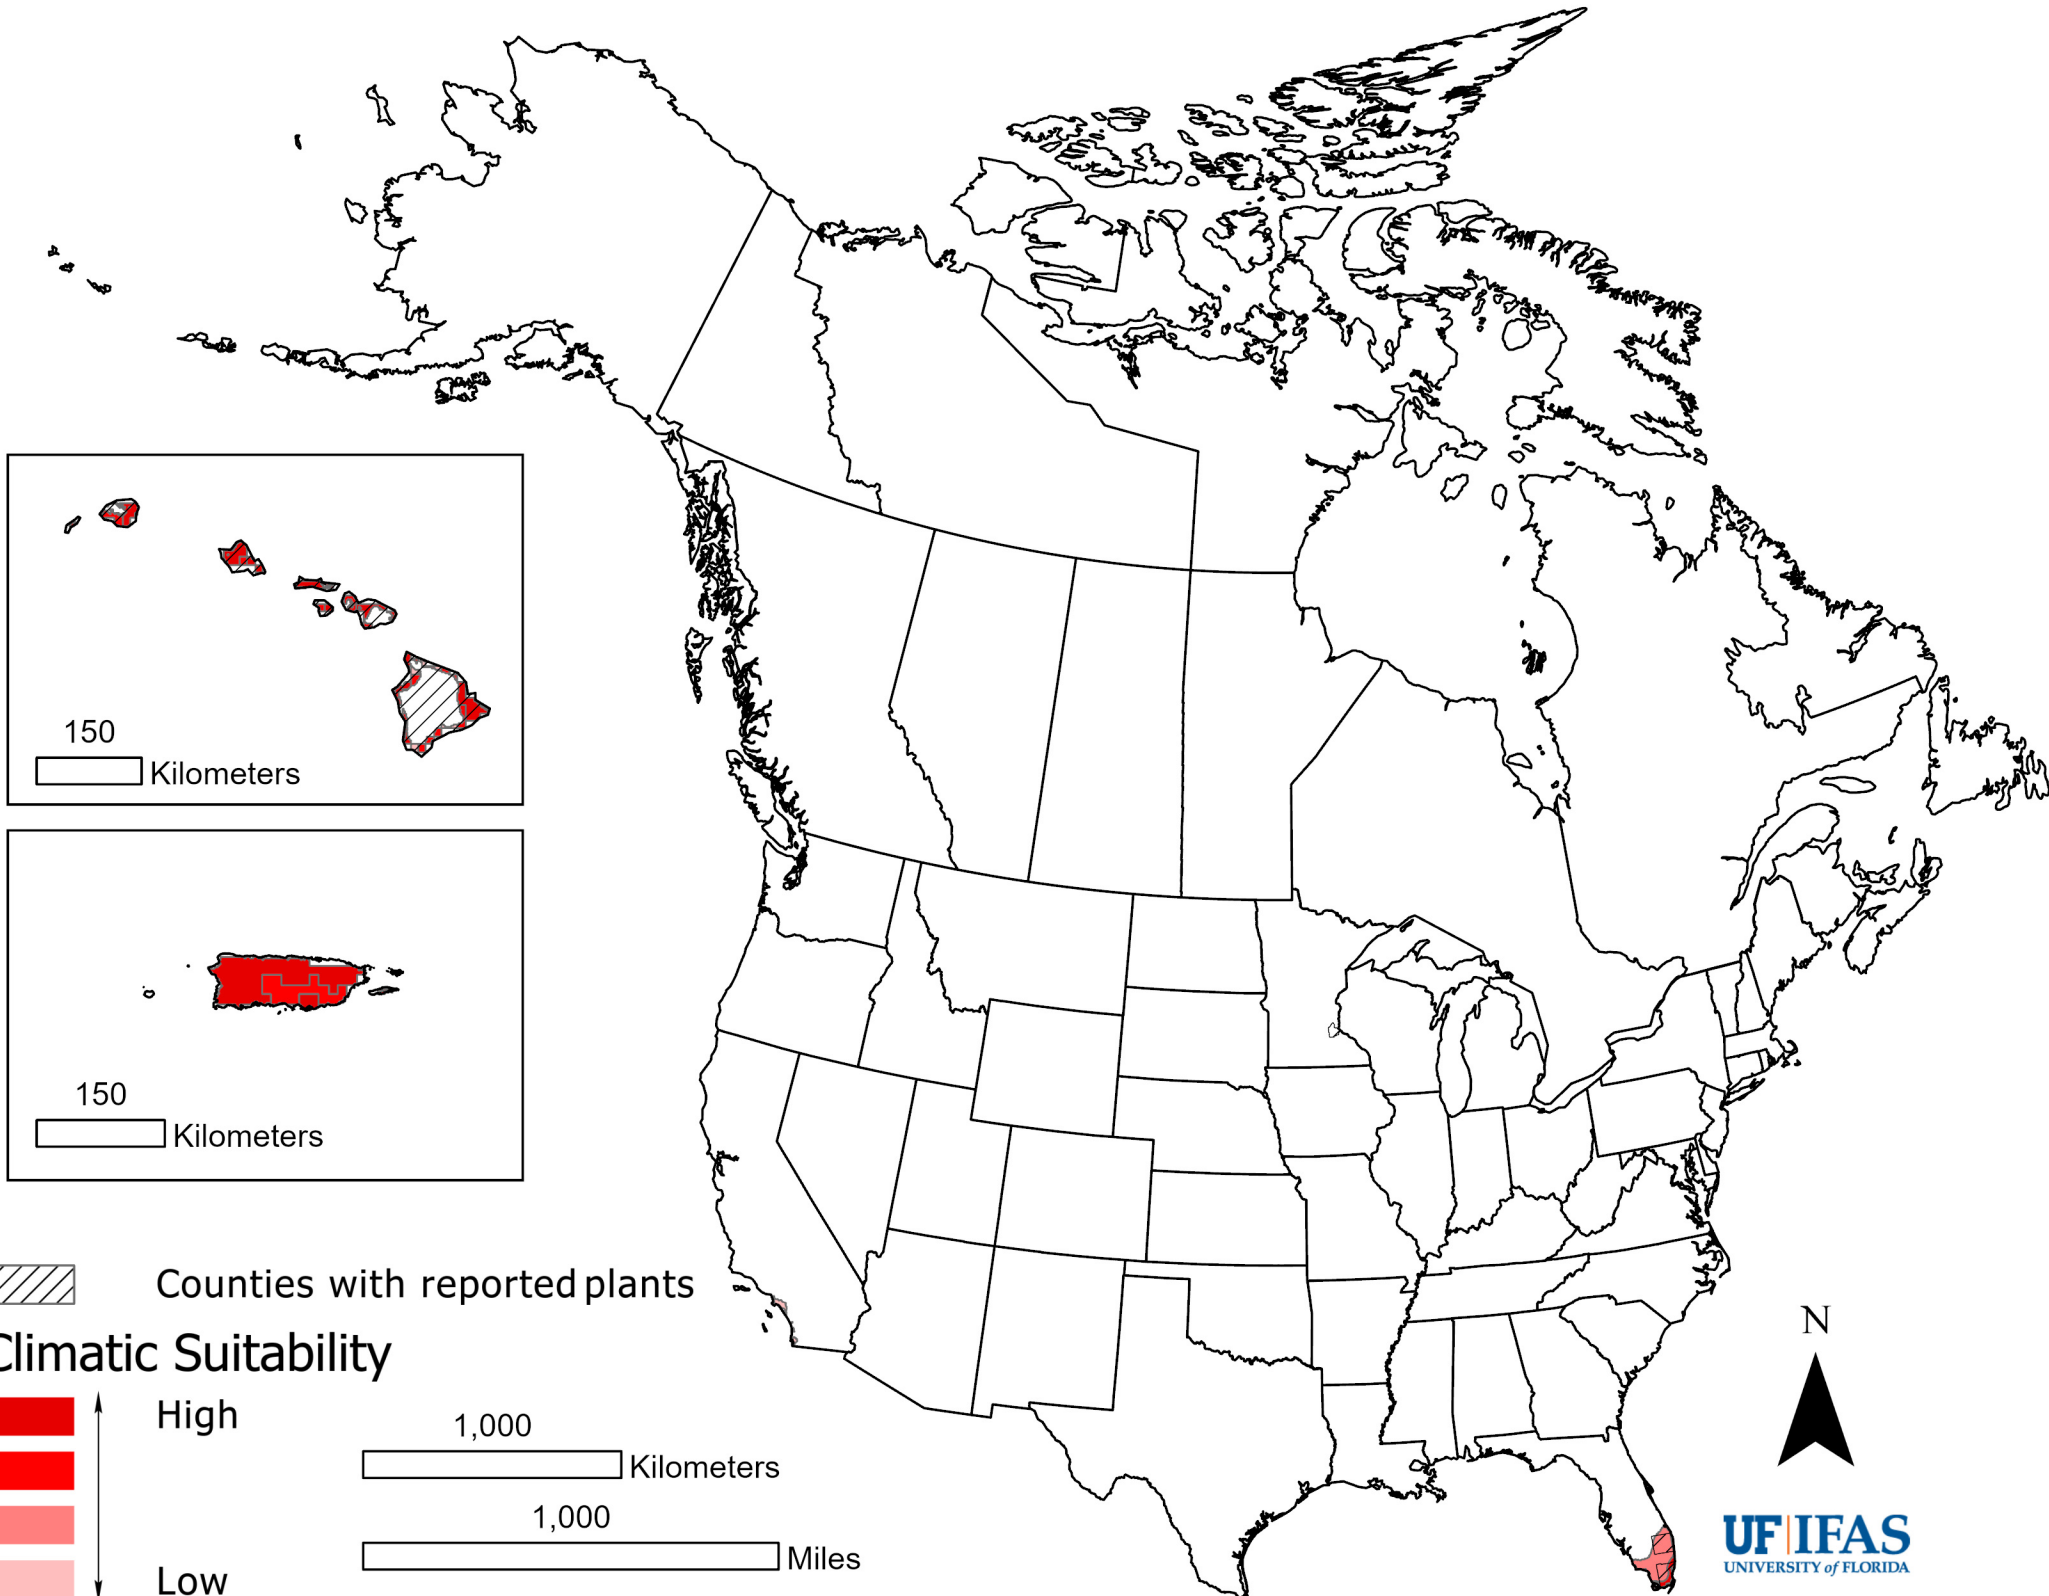 150
Kilometers
150
Kilometers
Counties with reported plants
Climatic Suitability
High
Low
1,000
Kilometers
1,000
Miles
N
UF|IFAS
UNIVERSITY of FLORIDA